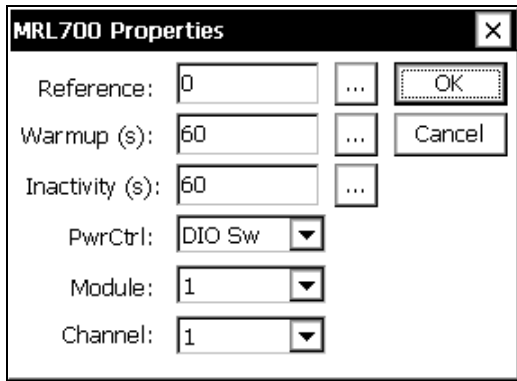 MRL700 Properties
Reference: 0 ... OK
Warmup (s): 60 ... Cancel
Inactivity (s): 60 ...
PwrCtrl: DIO Sw
Module: 1
Channel: 1